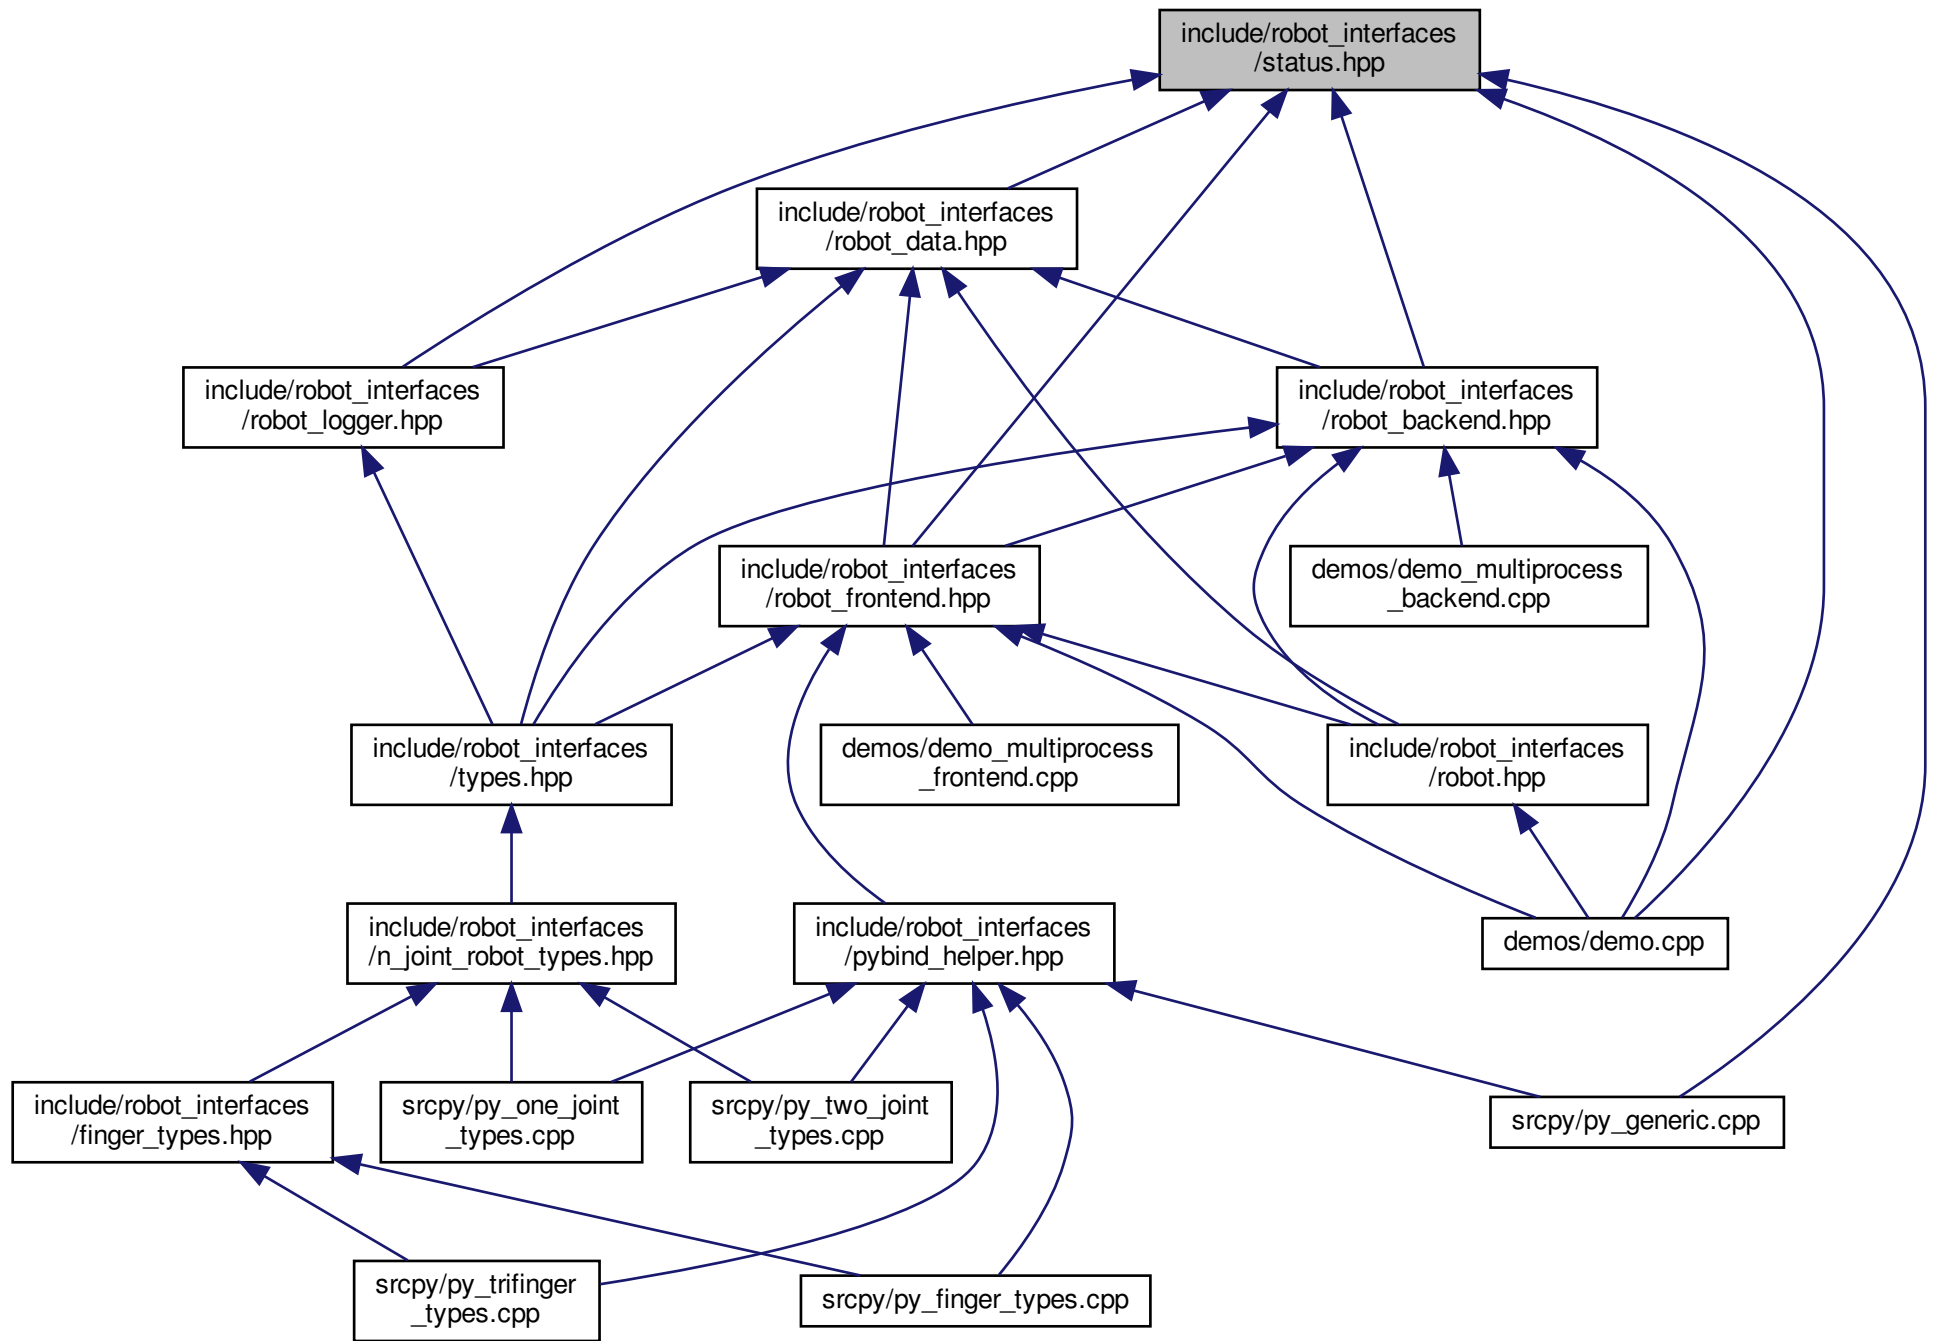 include/robot_interfaces
/status.hpp
include/robot_interfaces
/robot_data.hpp
include/robot_interfaces
/robot_logger.hpp
include/robot_interfaces
/robot_backend.hpp
include/robot_interfaces
/robot_frontend.hpp
demos/demo_multiprocess
_backend.cpp
include/robot_interfaces
/types.hpp
demos/demo_multiprocess
_frontend.cpp
include/robot_interfaces
/robot.hpp
include/robot_interfaces
/n_joint_robot_types.hpp
include/robot_interfaces
/pybind_helper.hpp
demos/demo.cpp
include/robot_interfaces
/finger_types.hpp
srcpy/py_one_joint
_types.cpp
srcpy/py_two_joint
_types.cpp
srcpy/py_generic.cpp
srcpy/py_trifinger
_types.cpp
srcpy/py_finger_types.cpp